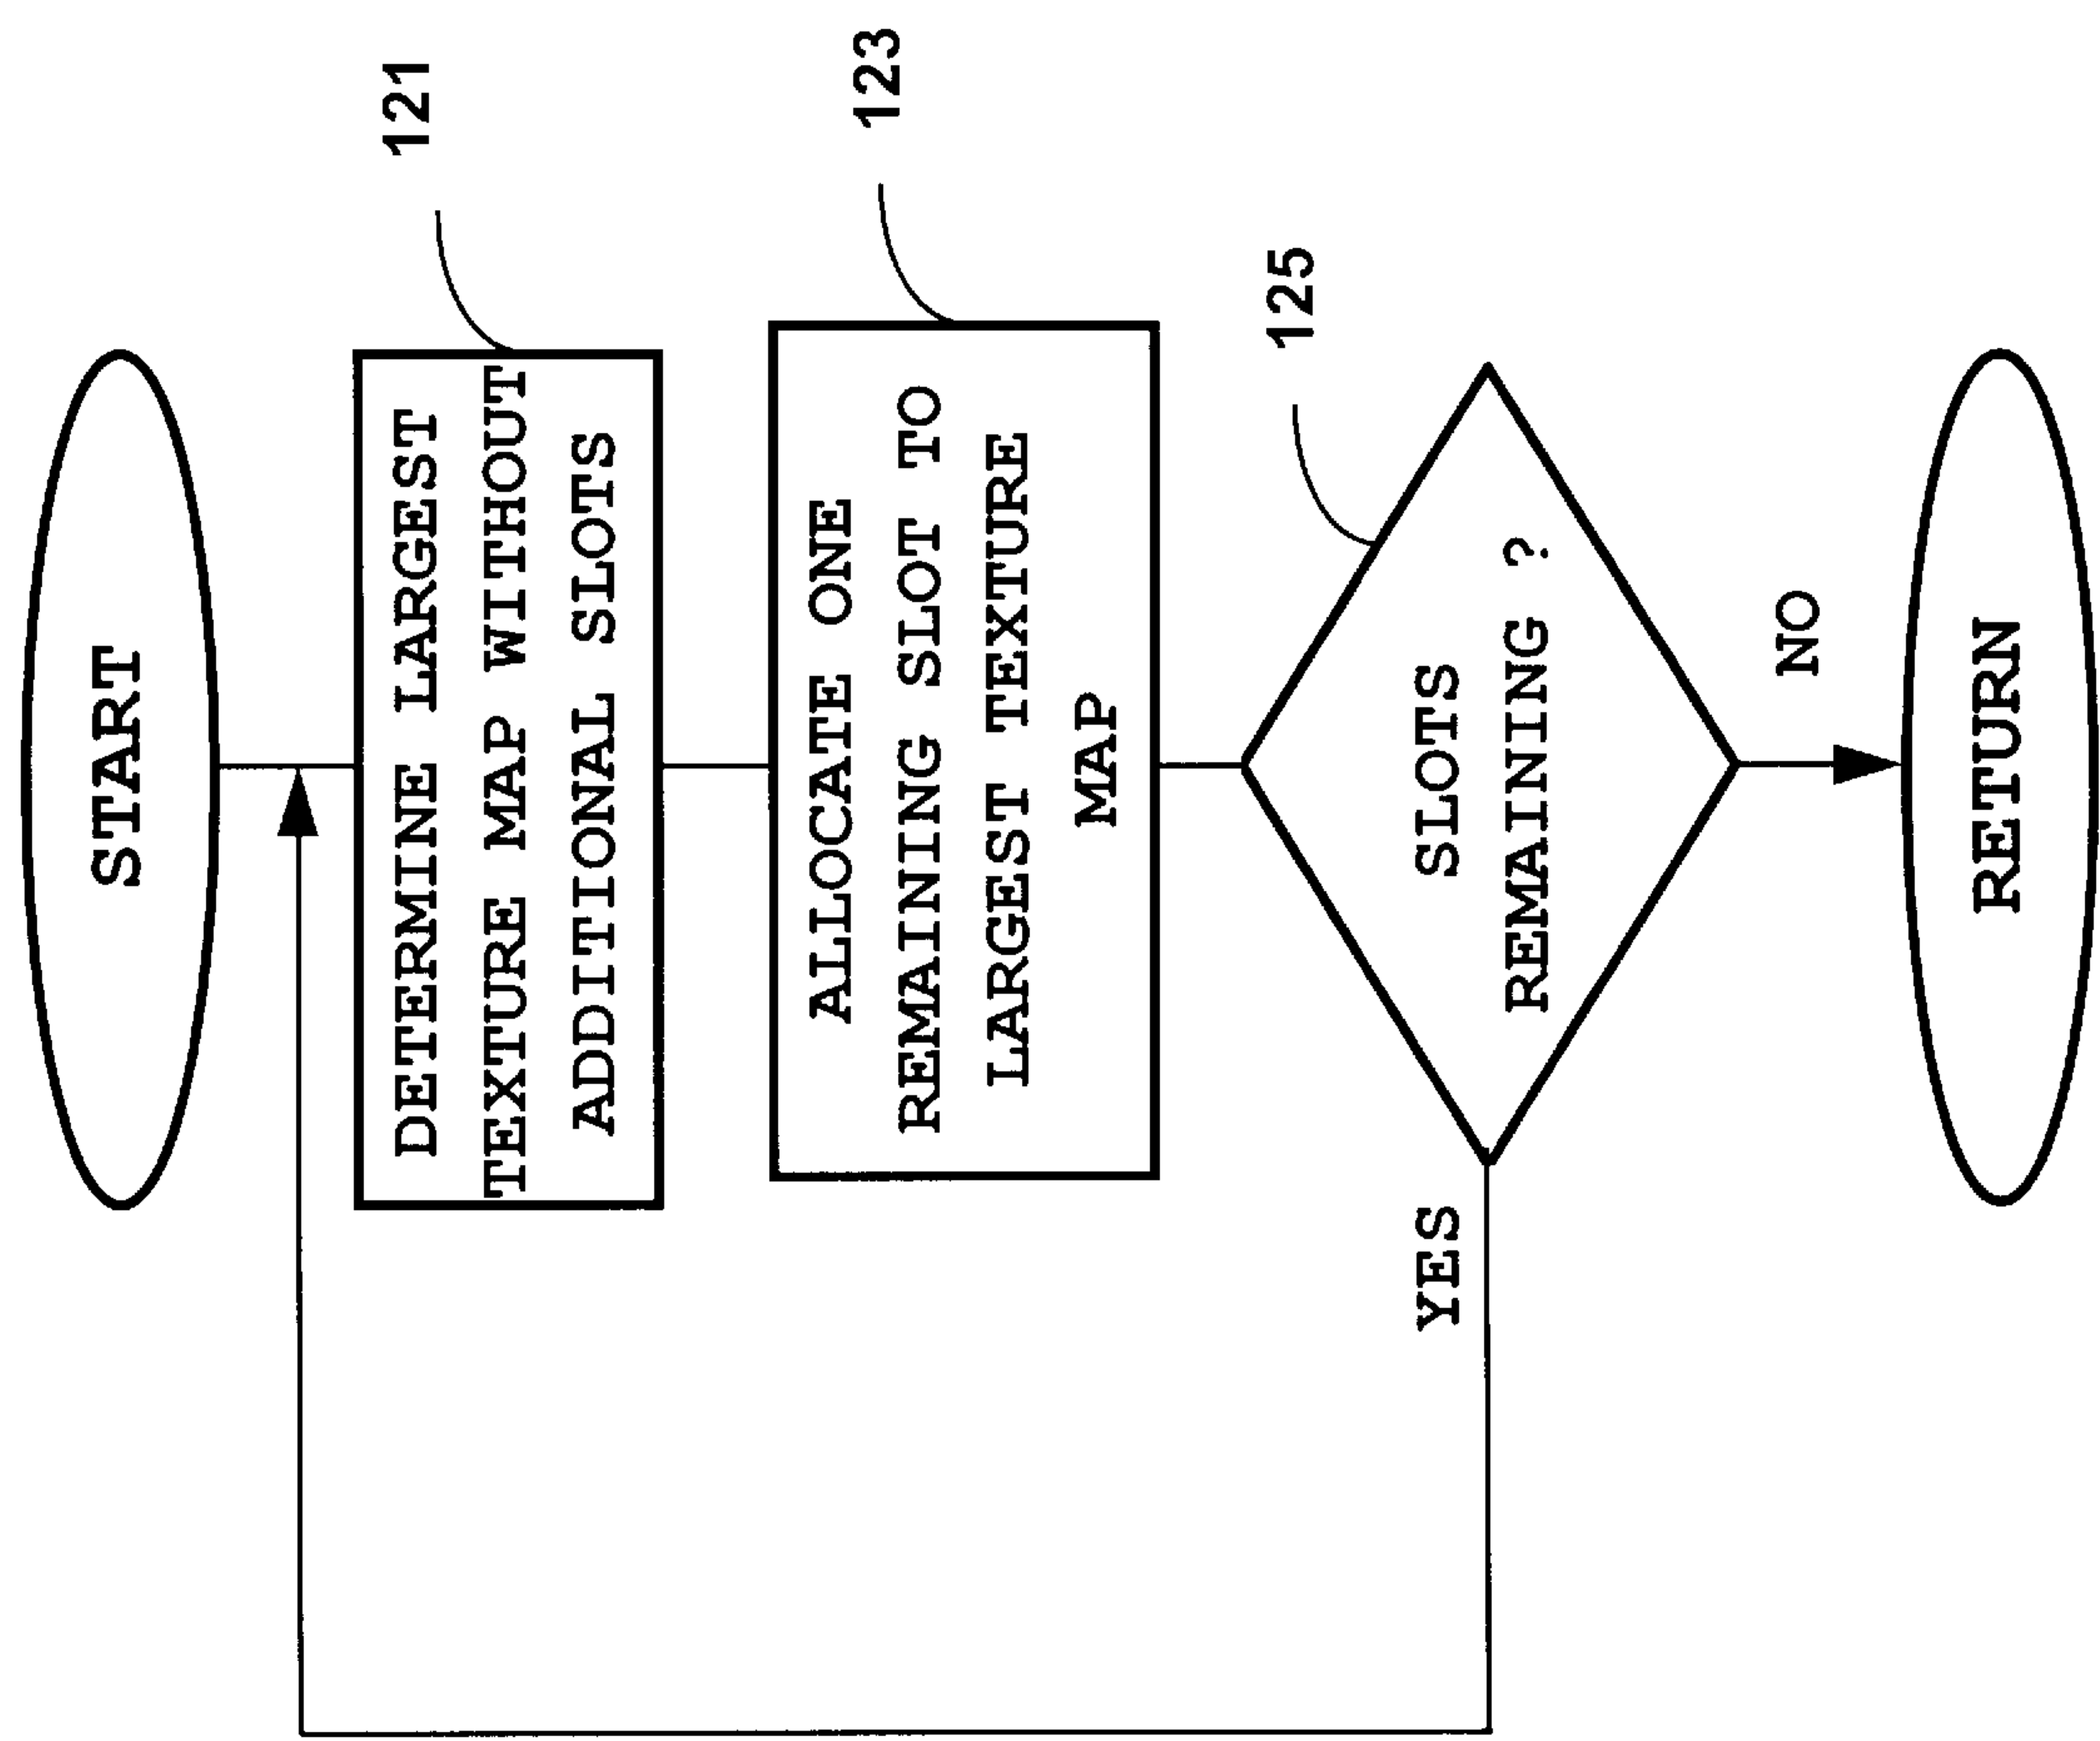 START
121
DETERMINE LARGEST
TEXTURE MAP WITHOUT
ADDITIONAL SLOTS
123
ALLOCATE ONE
REMAINING SLOT TO
LARGEST TEXTURE
MAP
125
SLOTS
REMAINING ?
YES
NO
RETURN